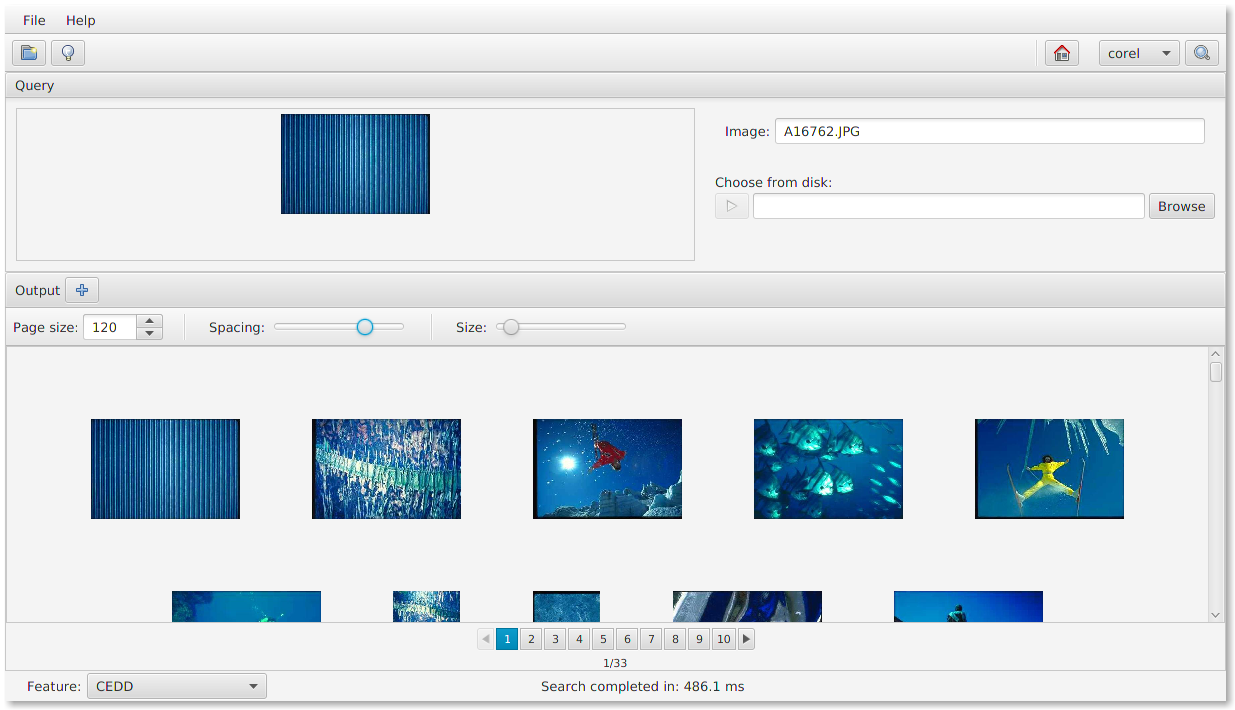 File Help
corel
Query
Image: A16762.JPG
Choose from disk:
Browse
Output
Page size: 120 Spacing: Size:
1 2 3 4 5 6 7 8 9 10
1/33
Feature: CEDD Search completed in: 486.1 ms